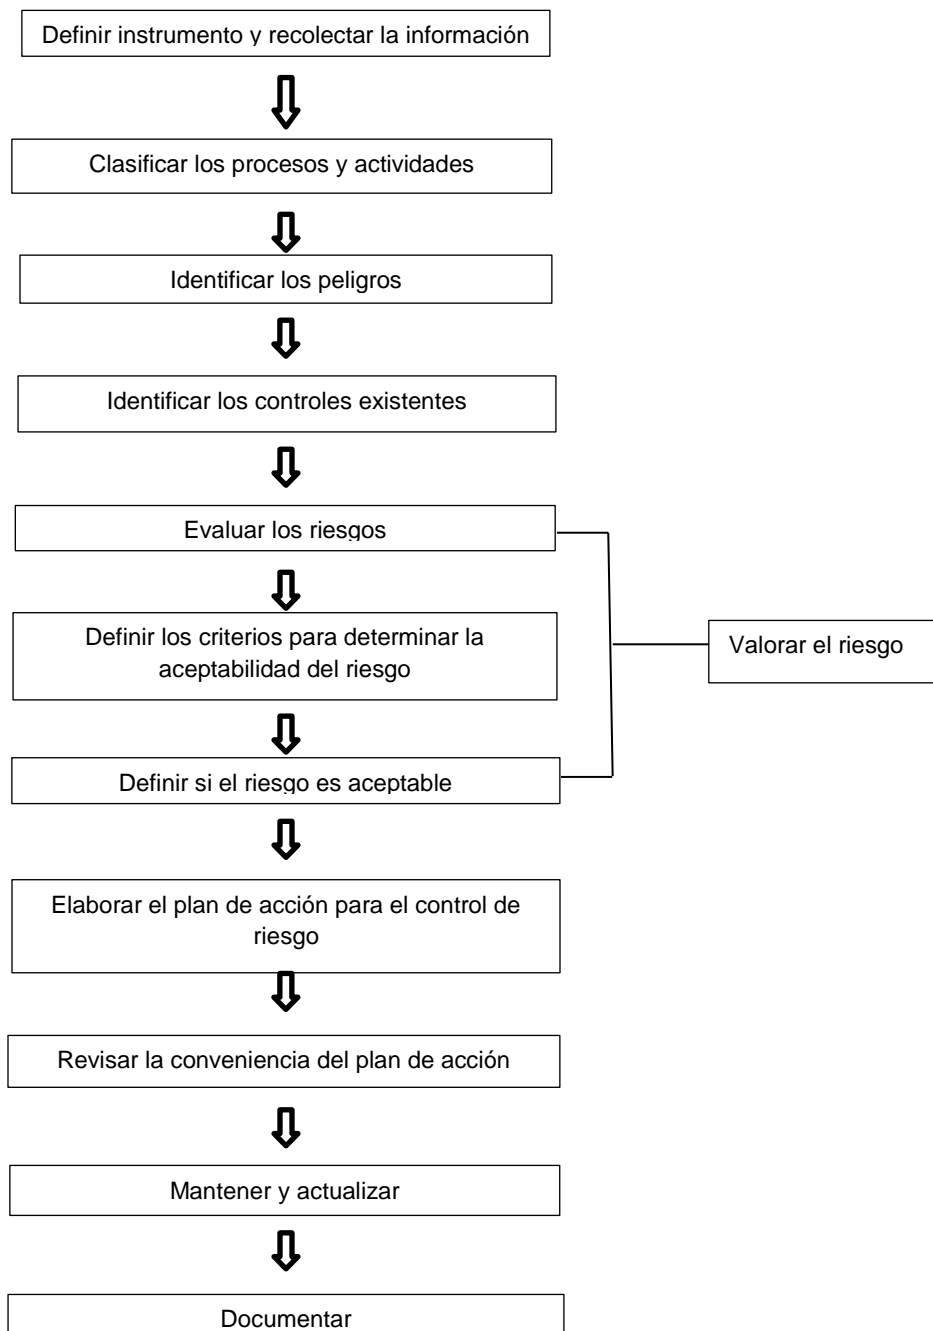 Definir instrumento y recolectar la información
Clasificar los procesos y actividades
Identificar los peligros
Identificar los controles existentes
Evaluar los riesgos
Definir los criterios para determinar la
aceptabilidad del riesgo
Valorar el riesgo
Definir si el riesgo es aceptable
Elaborar el plan de acción para el control de
riesgo
Revisar la conveniencia del plan de acción
Mantener y actualizar
Documentar